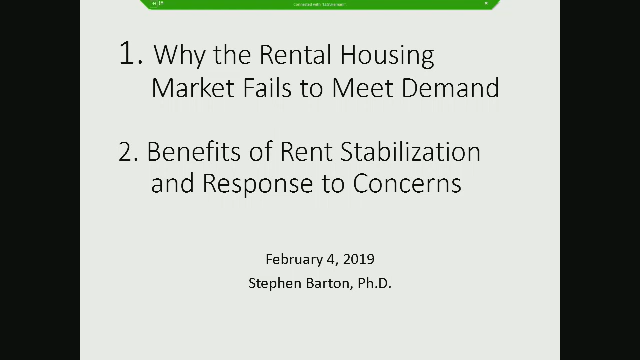 1. Why the Rental Housing
Market Fails to Meet Demand
2. Benefits of Rent Stabilization
and Response to Concerns
February 4, 2019
Stephen Barton, Ph.D.